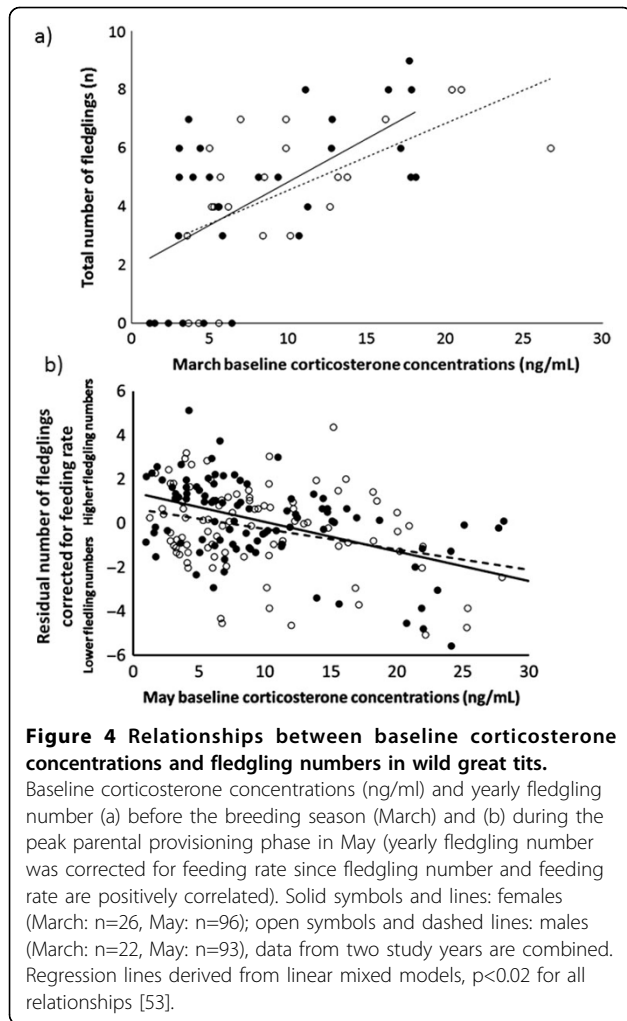 a)
10
8
6
4
2
0
Total number of fledglings (n)
0 5 10 15 20 25 30
March baseline corticosterone concentrations (ng/mL)
b)
6
4
2
0
−2
−4
−6
Residual number of fledglings
corrected for feeding rate
Lower fledling numbers Higher fledgling numbers
0 5 10 15 20 25 30
May baseline corticosterone concentrations (ng/mL)
Figure 4 Relationships between baseline corticosterone
concentrations and fledgling numbers in wild great tits.
Baseline corticosterone concentrations (ng/ml) and yearly fledgling
number (a) before the breeding season (March) and (b) during the
peak parental provisioning phase in May (yearly fledgling number
was corrected for feeding rate since fledgling number and feeding
rate are positively correlated). Solid symbols and lines: females
(March: n=26, May: n=96); open symbols and dashed lines: males
(March: n=22, May: n=93), data from two study years are combined.
Regression lines derived from linear mixed models, p<0.02 for all
relationships [53].